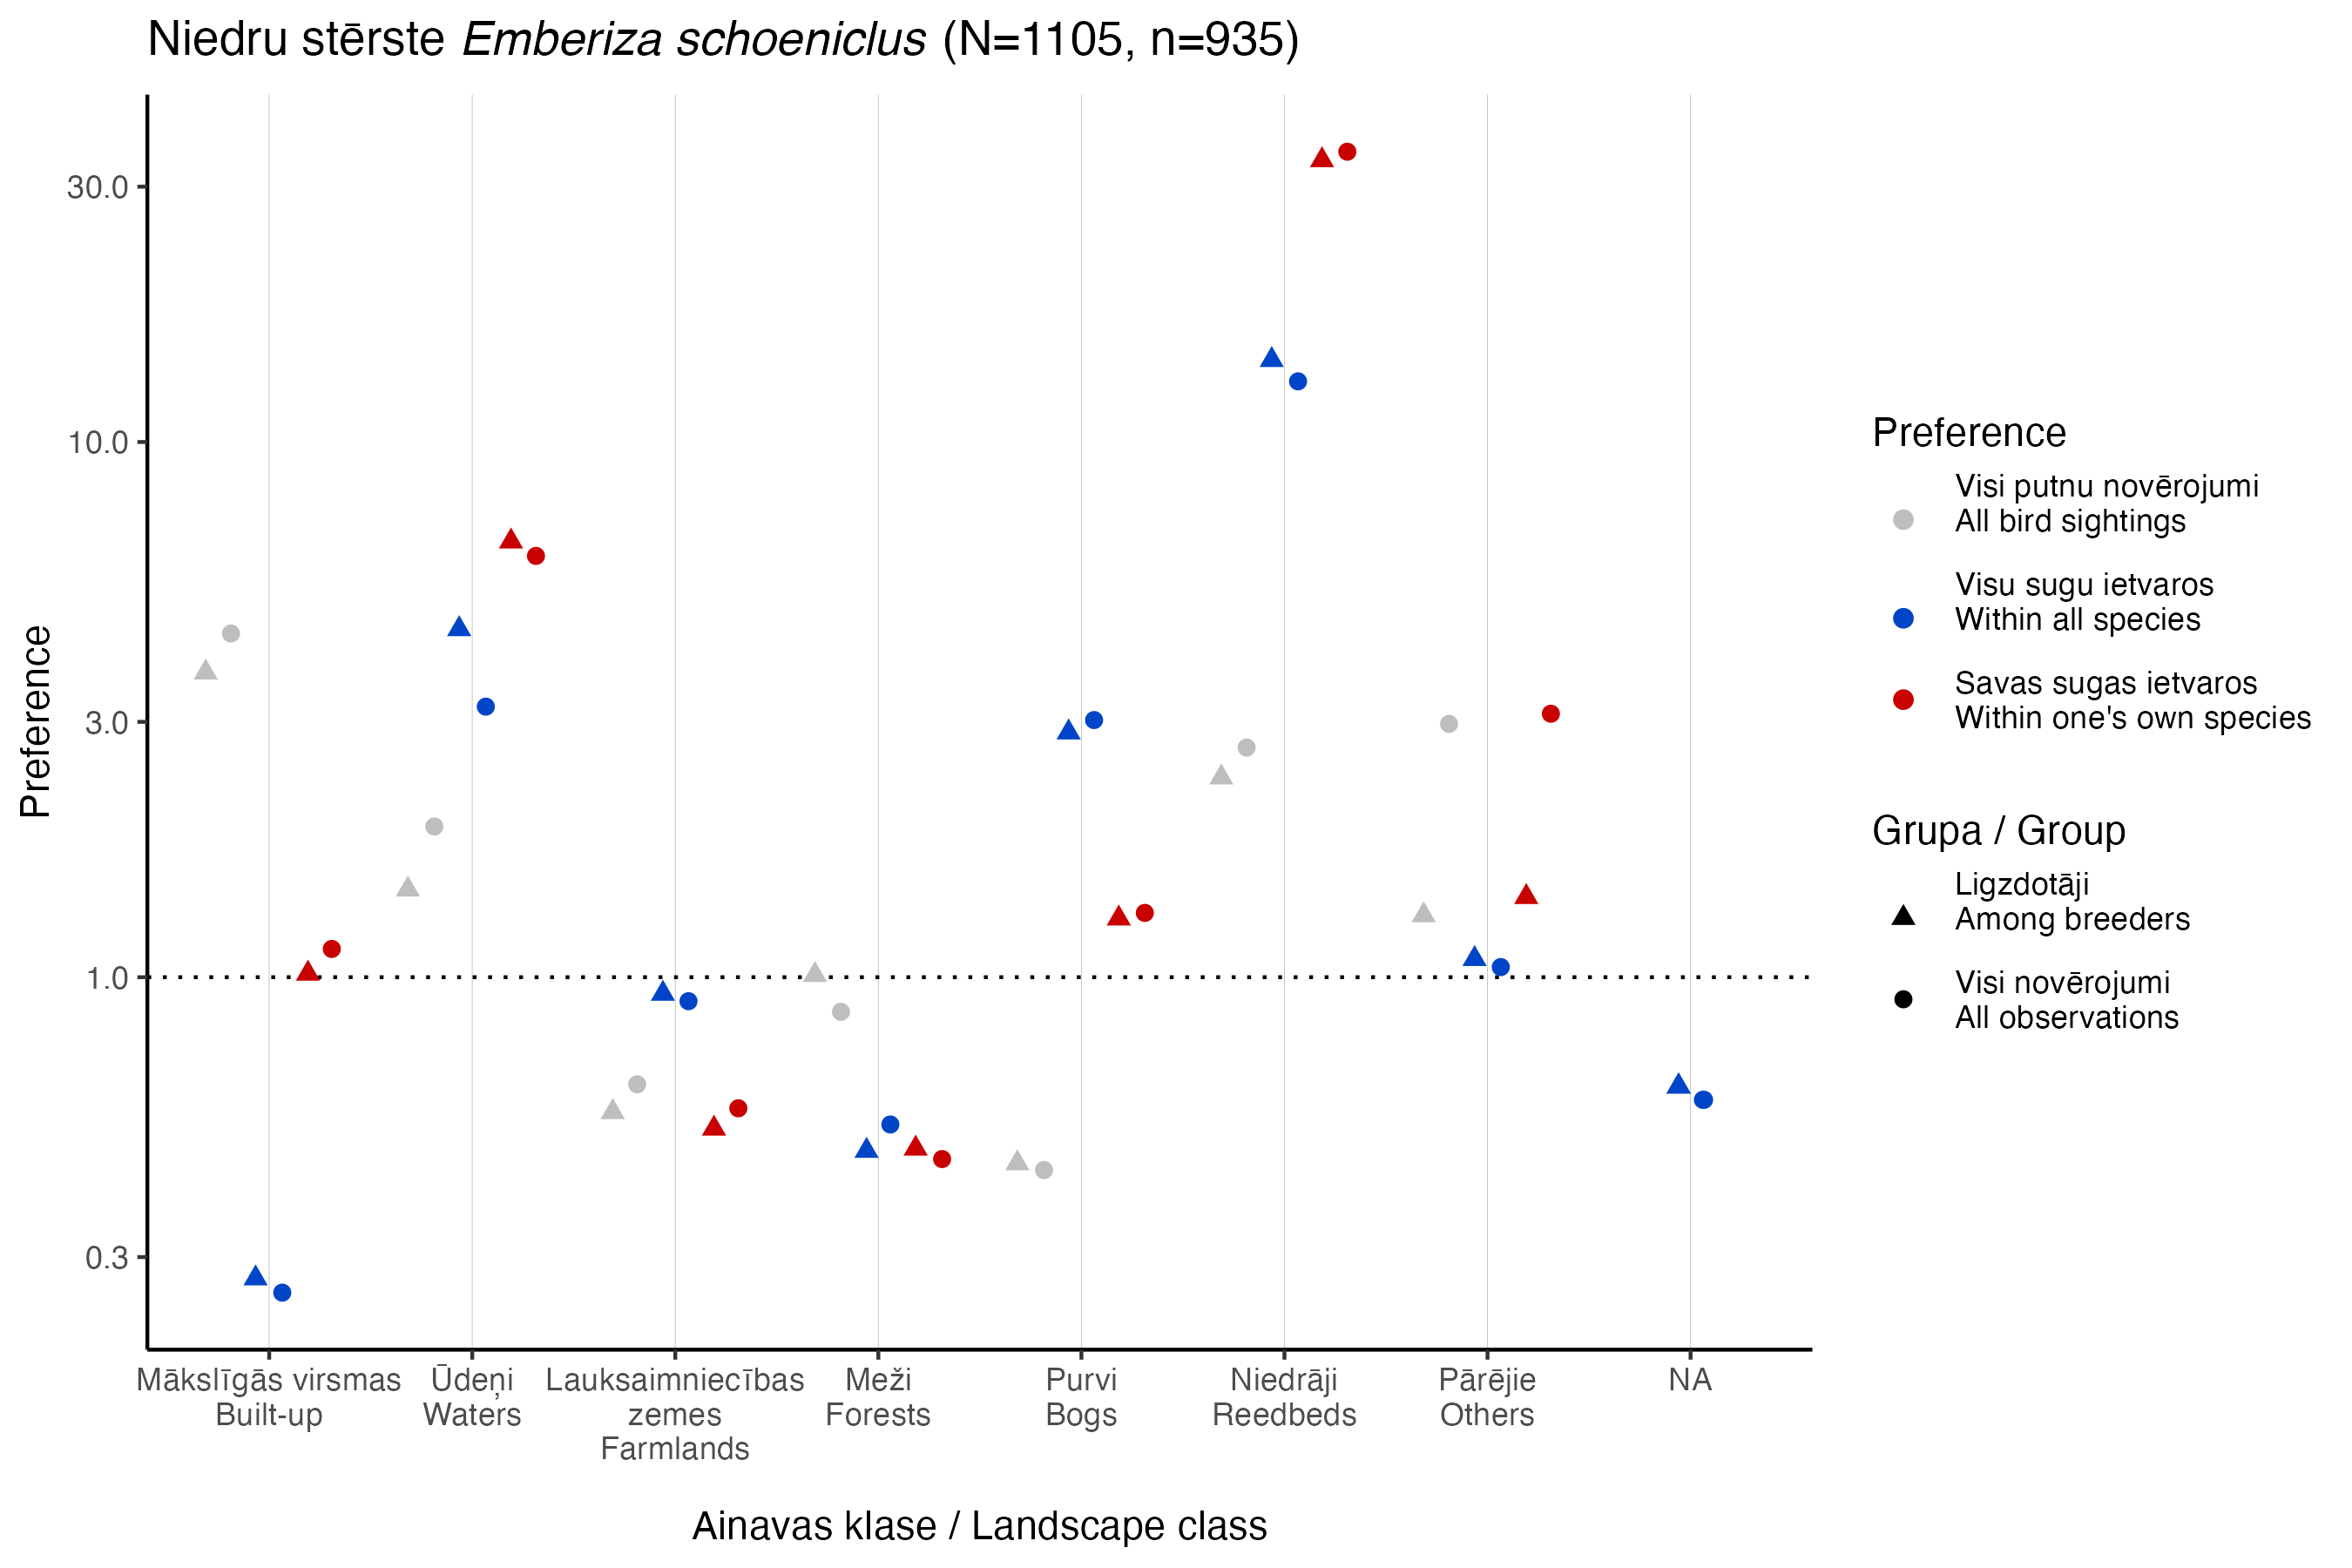 Niedru stērste Emberiza schoeniclus (N=1105, n=935)
Preference
30.0
10.0
3.0
1.0
0.3
Mākslīgās virsmas
Built-up
Ūdeņi
Waters
Lauksaimniecības
zemes
Farmlands
Meži
Forests
Purvi
Bogs
Niedrāji
Reedbeds
Pārējie
Others
NA
Ainavas klase / Landscape class
Preference
Visi putnu novērojumi
All bird sightings
Visu sugu ietvaros
Within all species
Savas sugas ietvaros
Within one's own species
Grupa / Group
Ligzdotāji
Among breeders
Visi novērojumi
All observations